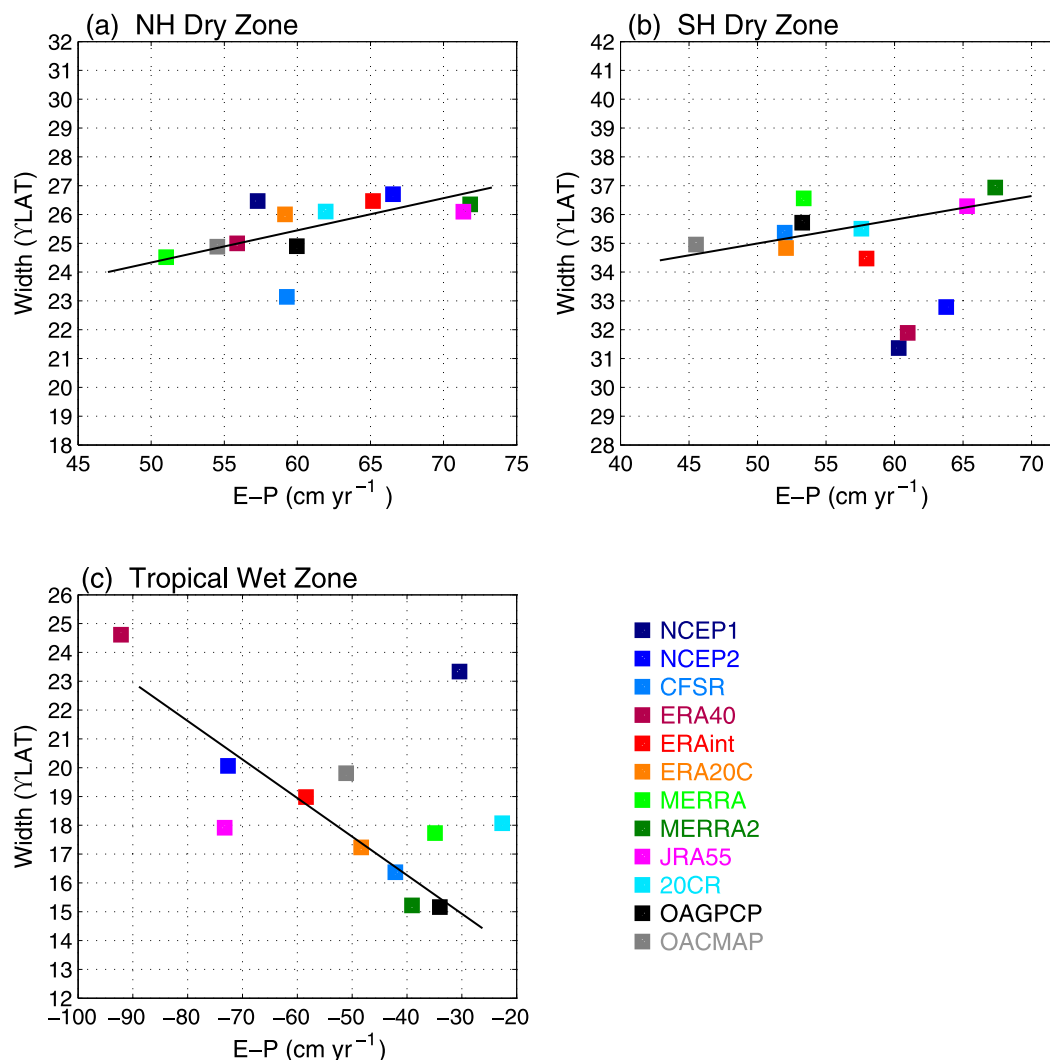 (a) NH Dry Zone
32
31
30
29
28
27
26
25
24
23
22
21
20
19
18
Width (ϒLAT)
45 50 55 60 65 70 75
E–P (cm yr⁻¹)
(b) SH Dry Zone
42
41
40
39
38
37
36
35
34
33
32
31
30
29
28
Width (ϒLAT)
40 45 50 55 60 65 70
E–P (cm yr⁻¹)
(c) Tropical Wet Zone
26
25
24
23
22
21
20
19
18
17
16
15
14
13
12
Width (ϒLAT)
–100 –90 –80 –70 –60 –50 –40 –30 –20
E–P (cm yr⁻¹)
NCEP1
NCEP2
CFSR
ERA40
ERAint
ERA20C
MERRA
MERRA2
JRA55
20CR
OAGPCP
OACMAP